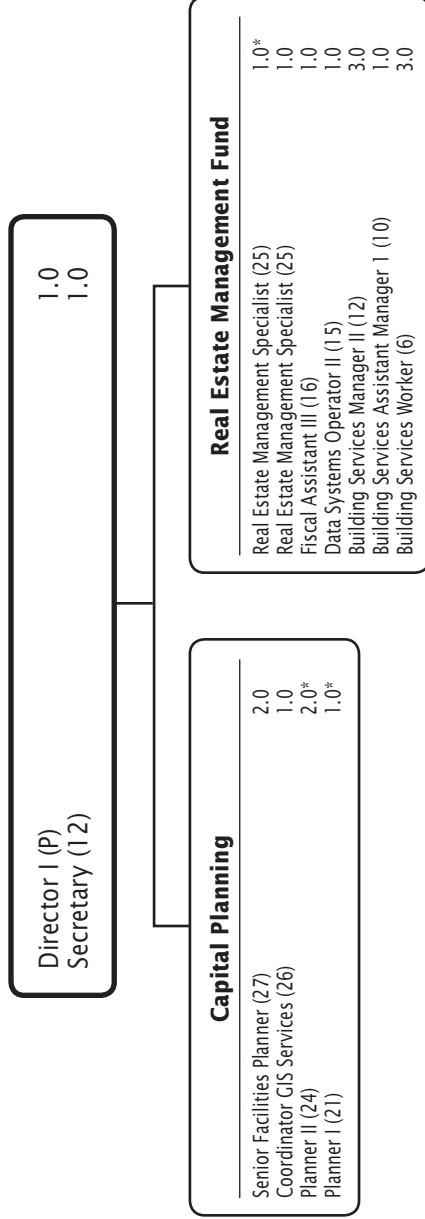 Director I (P) 1.0
Secretary (12) 1.0
Capital Planning
Senior Facilities Planner (27) 2.0
Coordinator GIS Services (26) 1.0
Planner II (24) 2.0*
Planner I (21) 1.0*
Real Estate Management Fund
Real Estate Management Specialist (25) 1.0*
Real Estate Management Specialist (25) 1.0
Fiscal Assistant III (16) 1.0
Data Systems Operator II (15) 1.0
Building Services Manager II (12) 3.0
Building Services Assistant Manager 1 (10) 1.0
Building Services Worker (6) 3.0